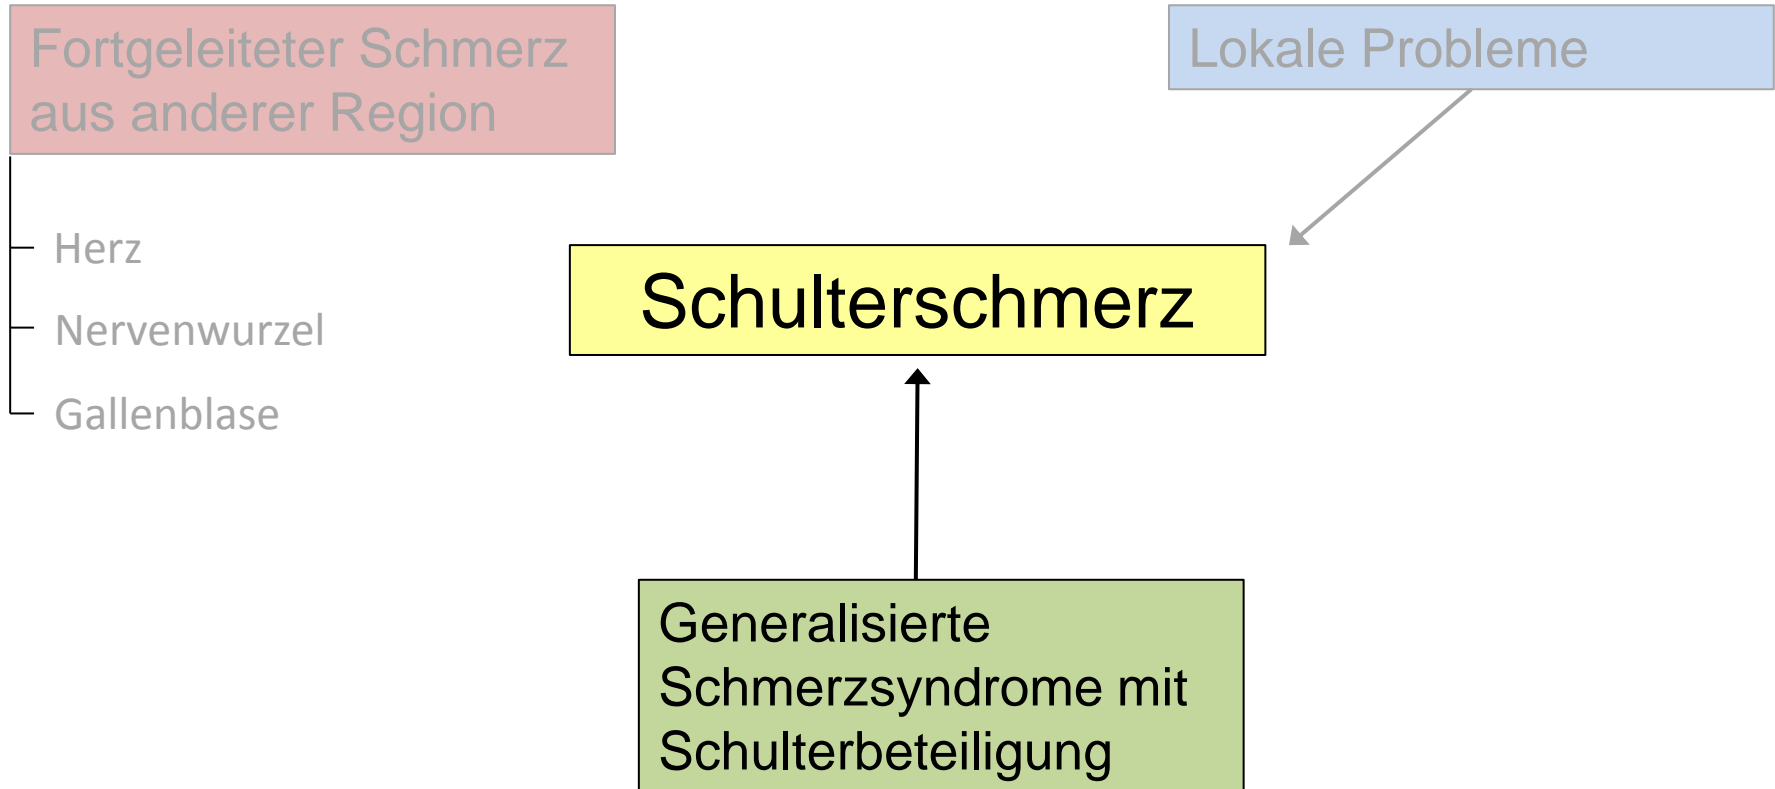 Fortgeleiteter Schmerz
aus anderer Region
Lokale Probleme
Herz
Nervenwurzel
Gallenblase
Schulterschmerz
Generalisierte
Schmerzsyndrome mit
Schulterbeteiligung